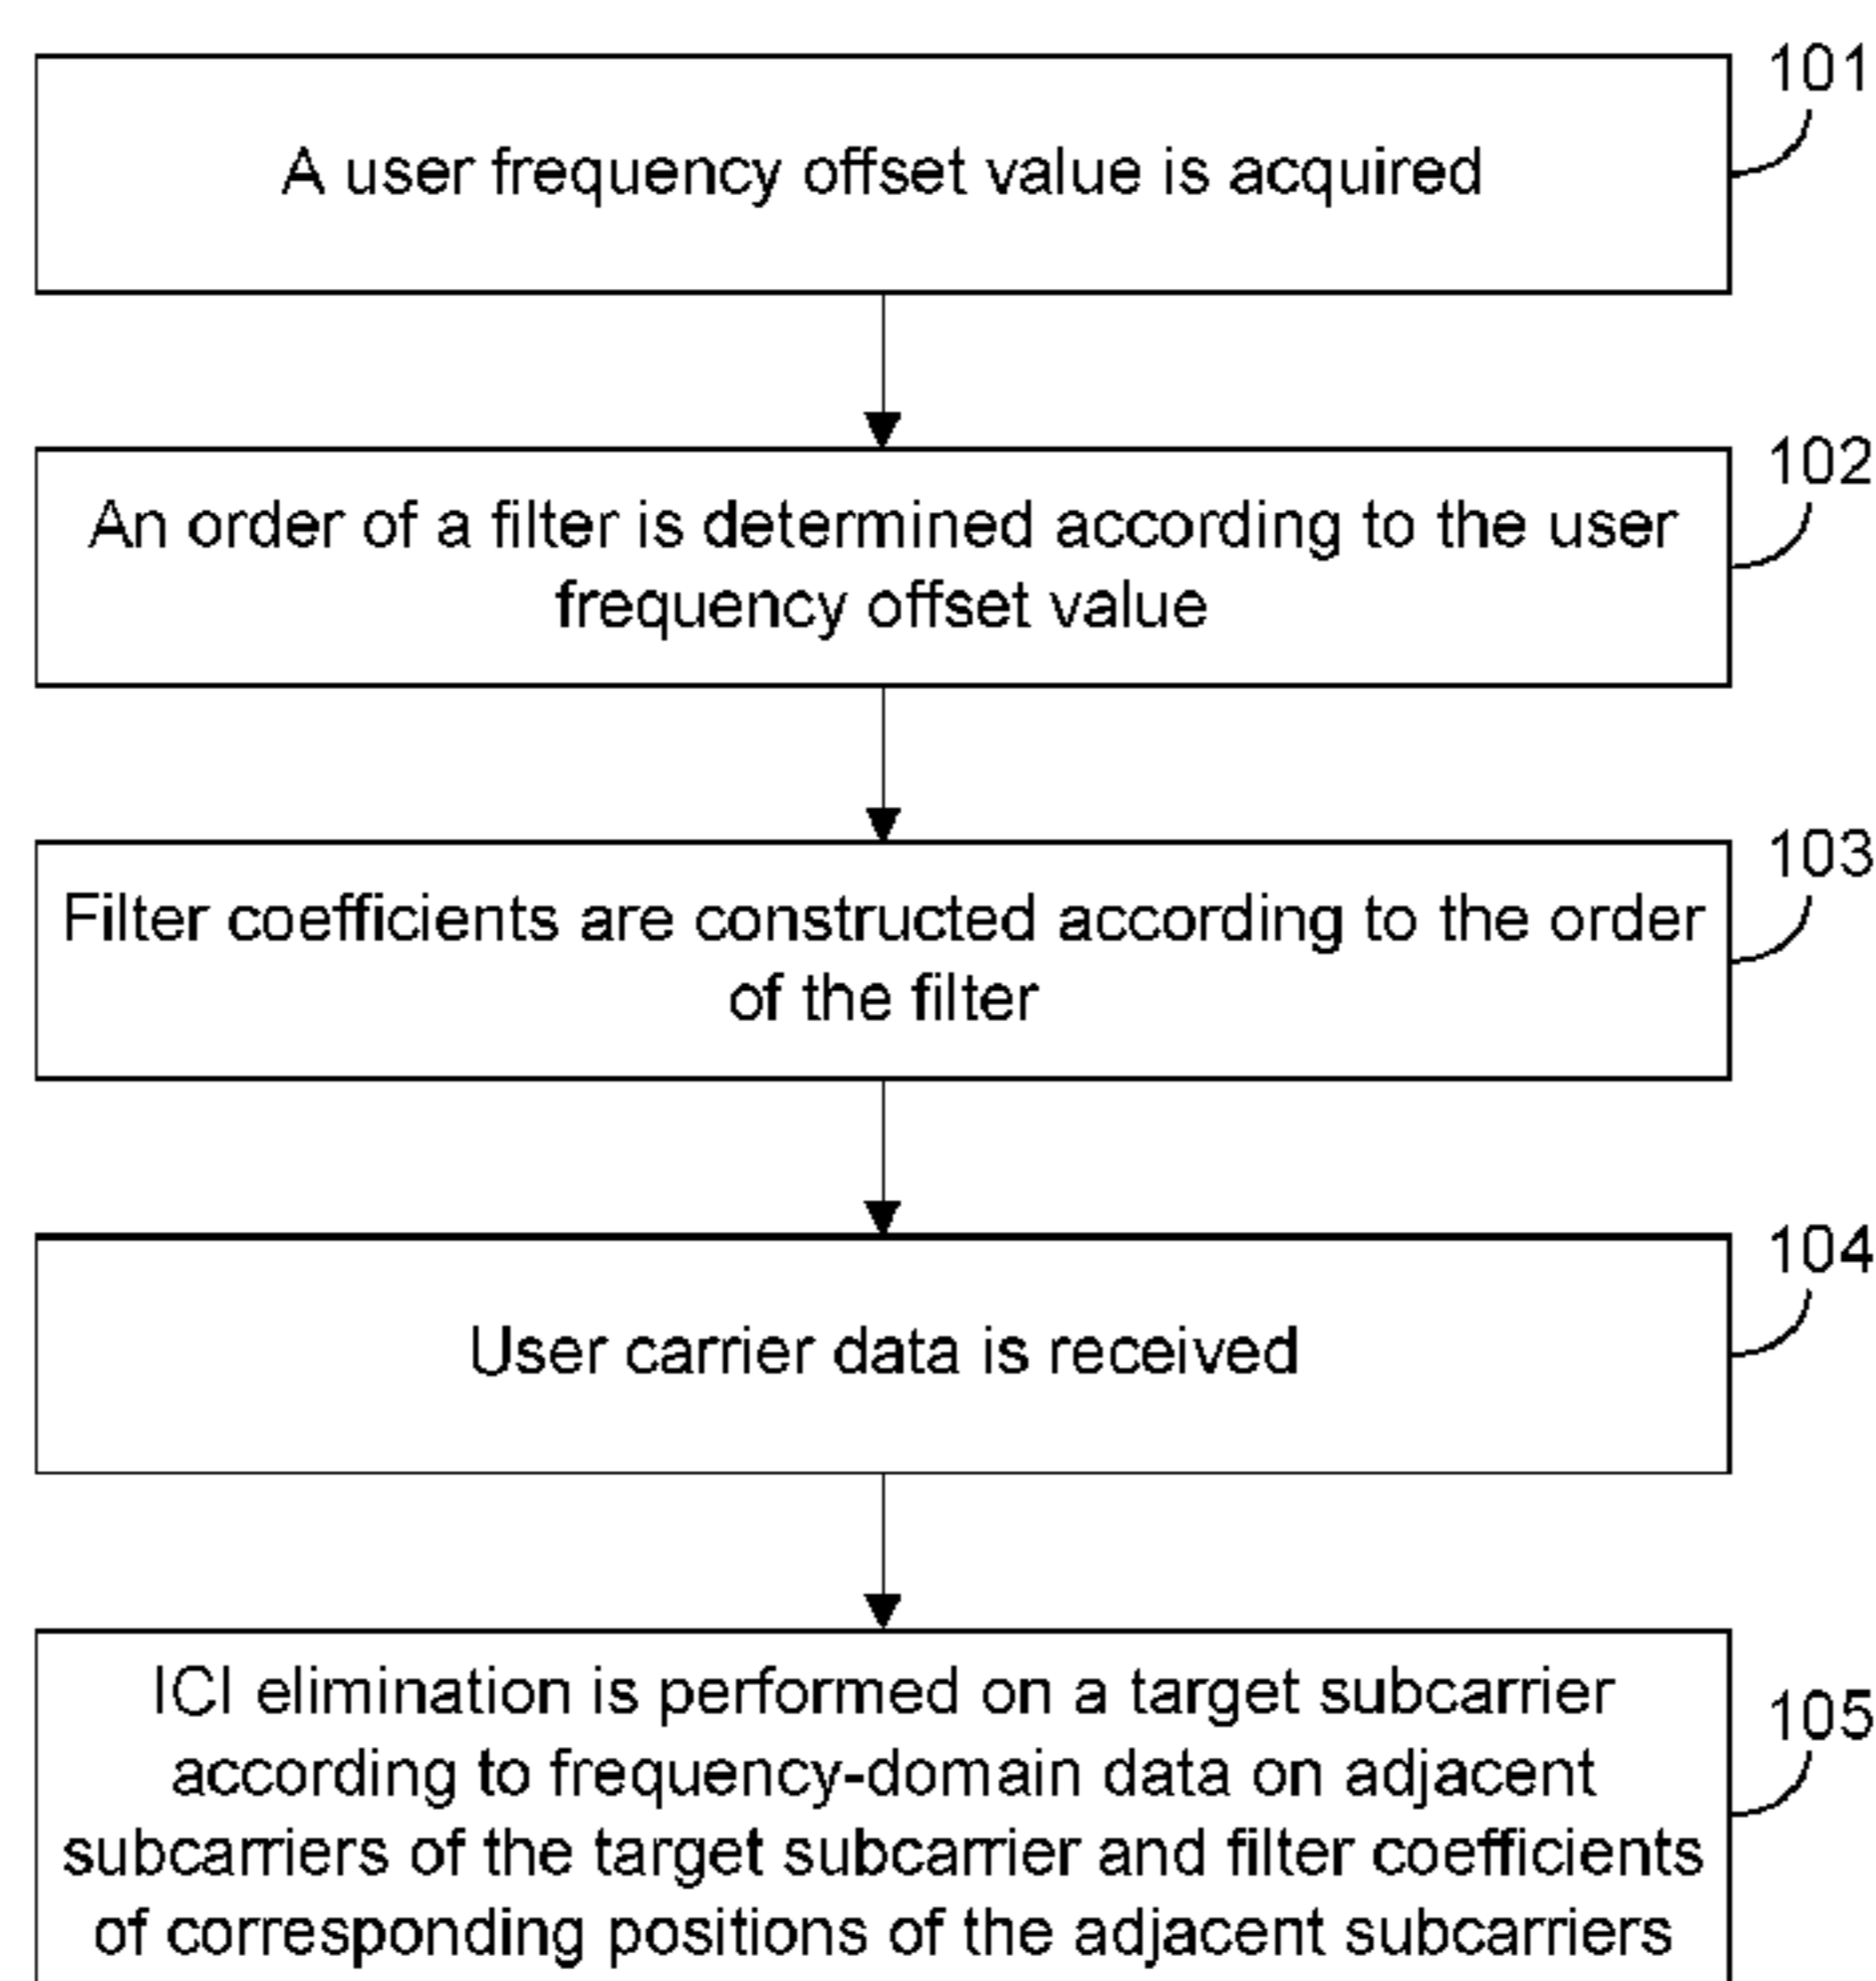 101
A user frequency offset value is acquired
102
An order of a filter is determined according to the user
frequency offset value
103
Filter coefficients are constructed according to the order
of the filter
104
User carrier data is received
105
ICI elimination is performed on a target subcarrier
according to frequency-domain data on adjacent
subcarriers of the target subcarrier and filter coefficients
of corresponding positions of the adjacent subcarriers